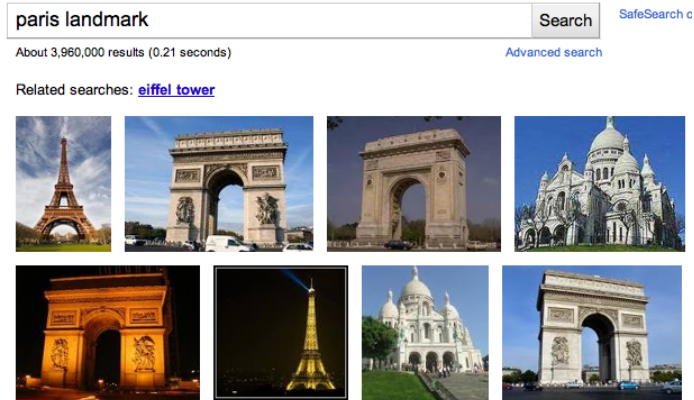 paris landmark
Search
SafeSearch
About 3,960,000 results (0.21 seconds)
Advanced search
Related searches: eiffel tower